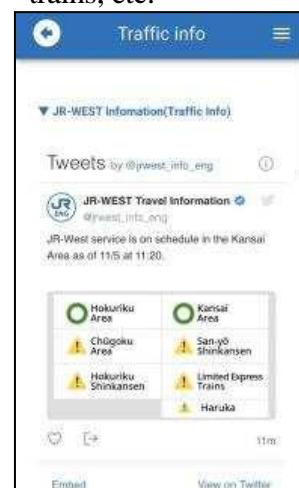 trains, etc.
Traffic info
▼ JR-WEST Infomation(Traffic Info)
Tweets by @jrwest_info_eng
JR ENG
JR-WEST Travel Information
@jrwest_info_eng
JR-West service is on schedule in the Kansai
Area as of 11/5 at 11:20.
Hokuriku Area
Kansai Area
Chūgoku Area
San-yō Shinkansen
Hokuriku Shinkansen
Limited Express Trains
Haruka
11m
Embed
View on Twitter